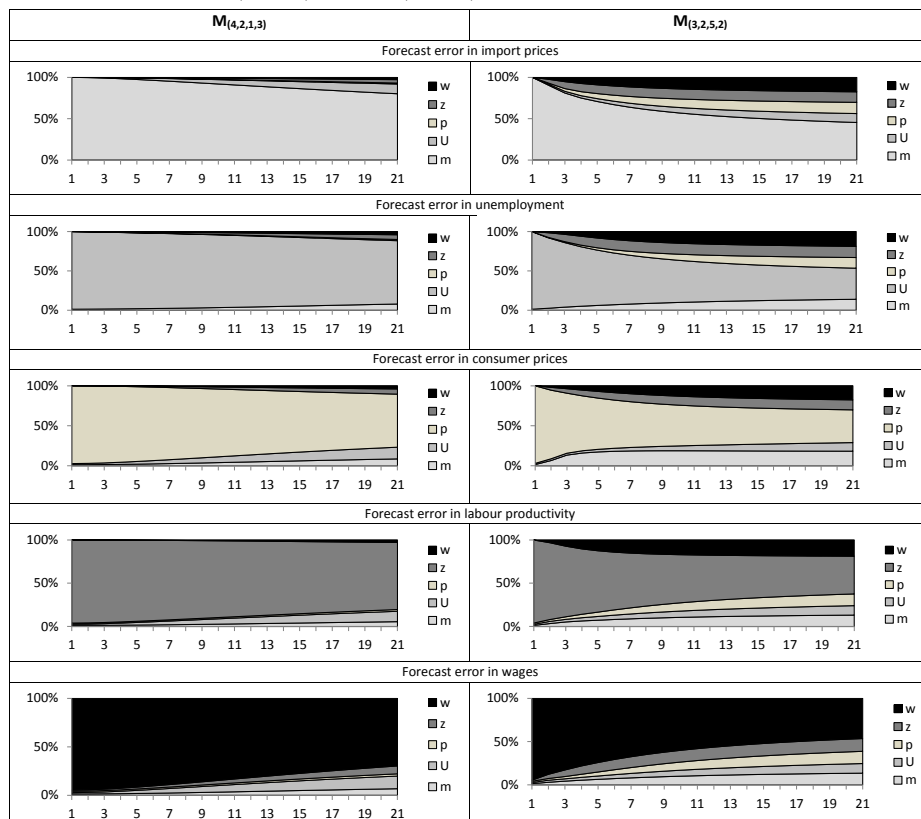 M(4,2,1,3) M(3,2,5,2)
Forecast error in import prices
100%
50%
0%
1 3 5 7 9 11 13 15 17 19 21
w
z
p
U
m
100%
50%
0%
1 3 5 7 9 11 13 15 17 19 21
w
z
p
U
m
Forecast error in unemployment
100%
50%
0%
1 3 5 7 9 11 13 15 17 19 21
w
z
p
U
m
100%
50%
0%
1 3 5 7 9 11 13 15 17 19 21
w
z
p
U
m
Forecast error in consumer prices
100%
50%
0%
1 3 5 7 9 11 13 15 17 19 21
w
z
p
U
m
100%
50%
0%
1 3 5 7 9 11 13 15 17 19 21
w
z
p
U
m
Forecast error in labour productivity
100%
50%
0%
1 3 5 7 9 11 13 15 17 19 21
w
z
p
U
m
100%
50%
0%
1 3 5 7 9 11 13 15 17 19 21
w
z
p
U
m
Forecast error in wages
100%
50%
0%
1 3 5 7 9 11 13 15 17 19 21
w
z
p
U
m
100%
50%
0%
1 3 5 7 9 11 13 15 17 19 21
w
z
p
U
m